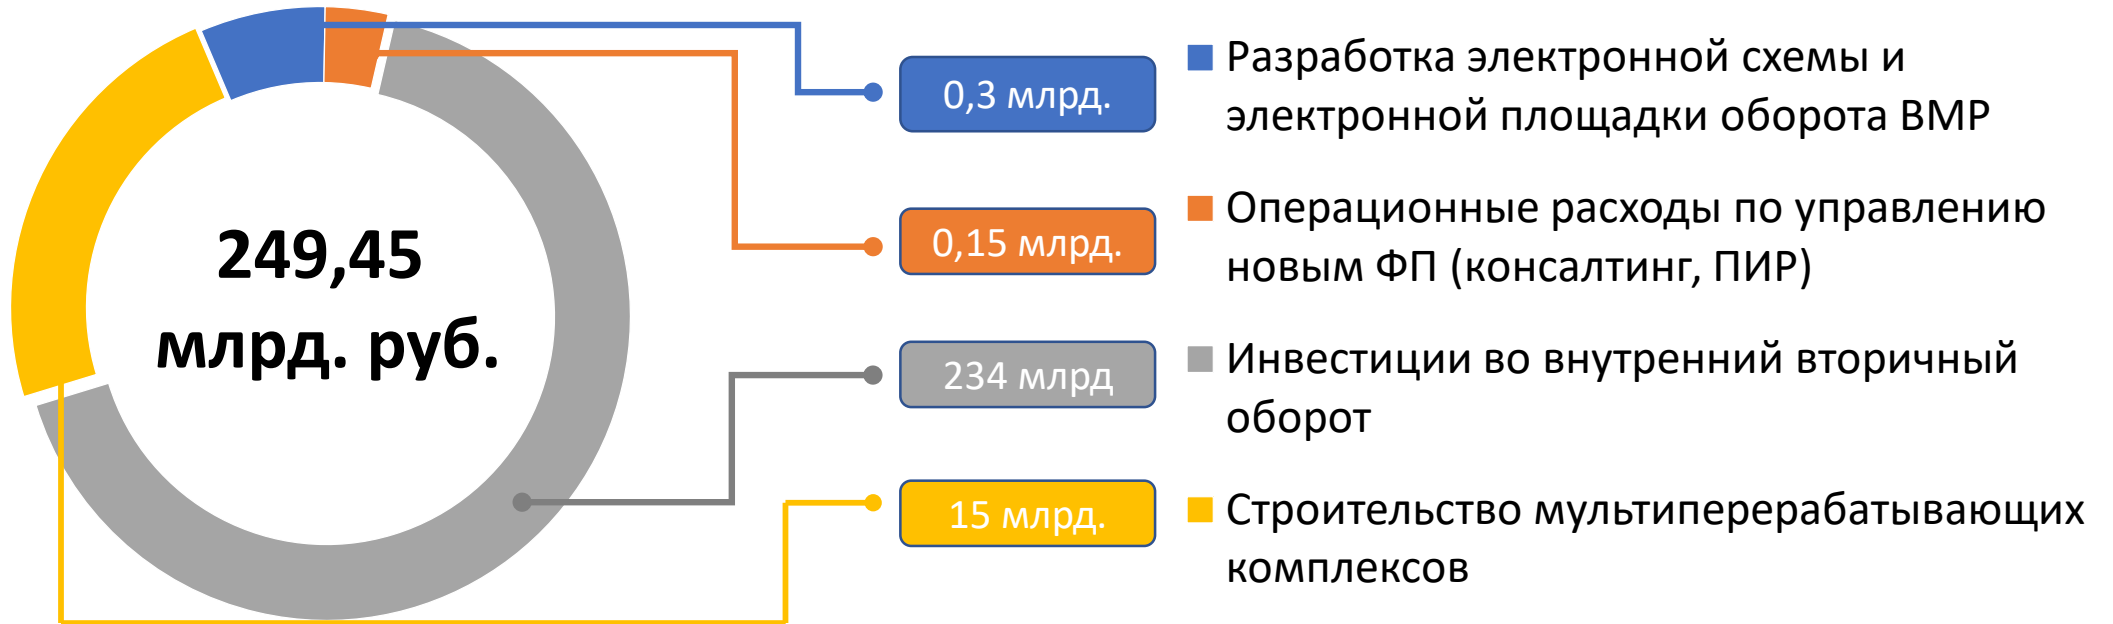 249,45
млрд. руб.
0,3 млрд.
Разработка электронной схемы и
электронной площадки оборота ВМР
0,15 млрд.
Операционные расходы по управлению
новым ФП (консалтинг, ПИР)
234 млрд
Инвестиции во внутренний вторичный
оборот
15 млрд.
Строительство мультиперерабатывающих
комплексов